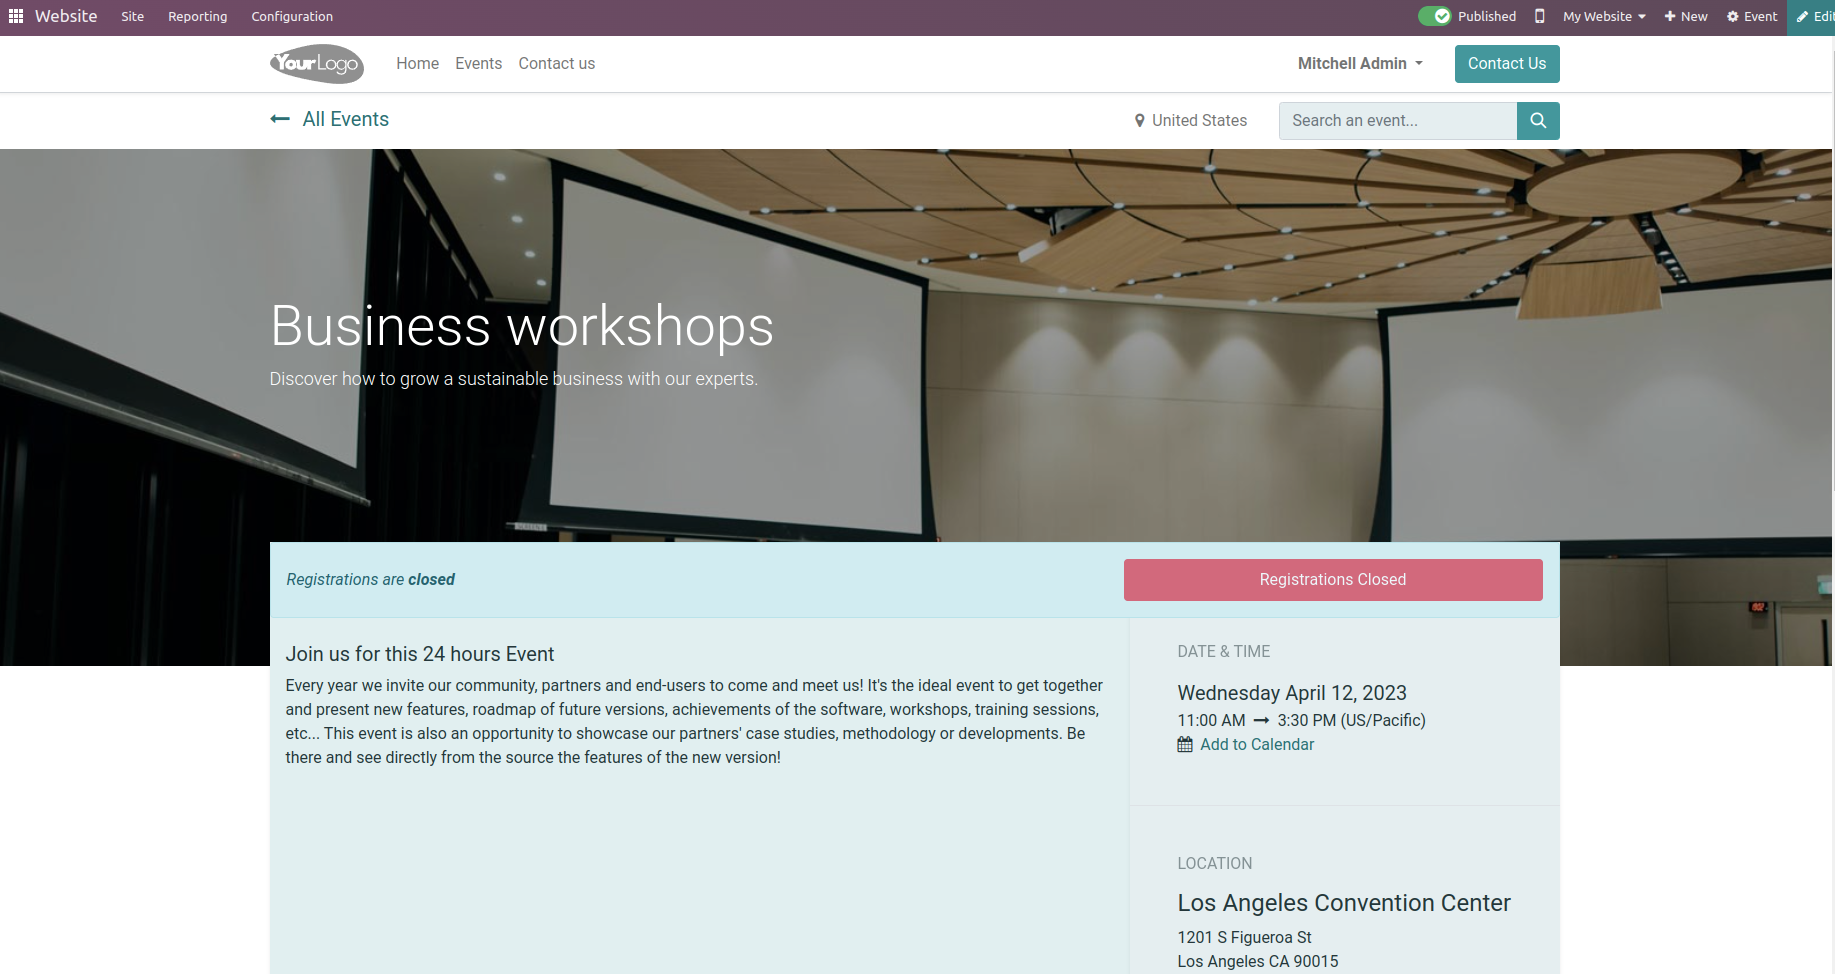 Website Site Reporting Configuration Published My Website New Event Edit
YourLogo Home Events Contact us Mitchell Admin Contact Us
All Events United States Search an event...
Business workshops
Discover how to grow a sustainable business with our experts.
Registrations are closed Registrations Closed
Join us for this 24 hours Event
Every year we invite our community, partners and end-users to come and meet us! It's the ideal event to get together
and present new features, roadmap of future versions, achievements of the software, workshops, training sessions,
etc... This event is also an opportunity to showcase our partners' case studies, methodology or developments. Be
there and see directly from the source the features of the new version!
DATE & TIME
Wednesday April 12, 2023
11:00 AM → 3:30 PM (US/Pacific)
Add to Calendar
LOCATION
Los Angeles Convention Center
1201 S Figueroa St
Los Angeles CA 90015